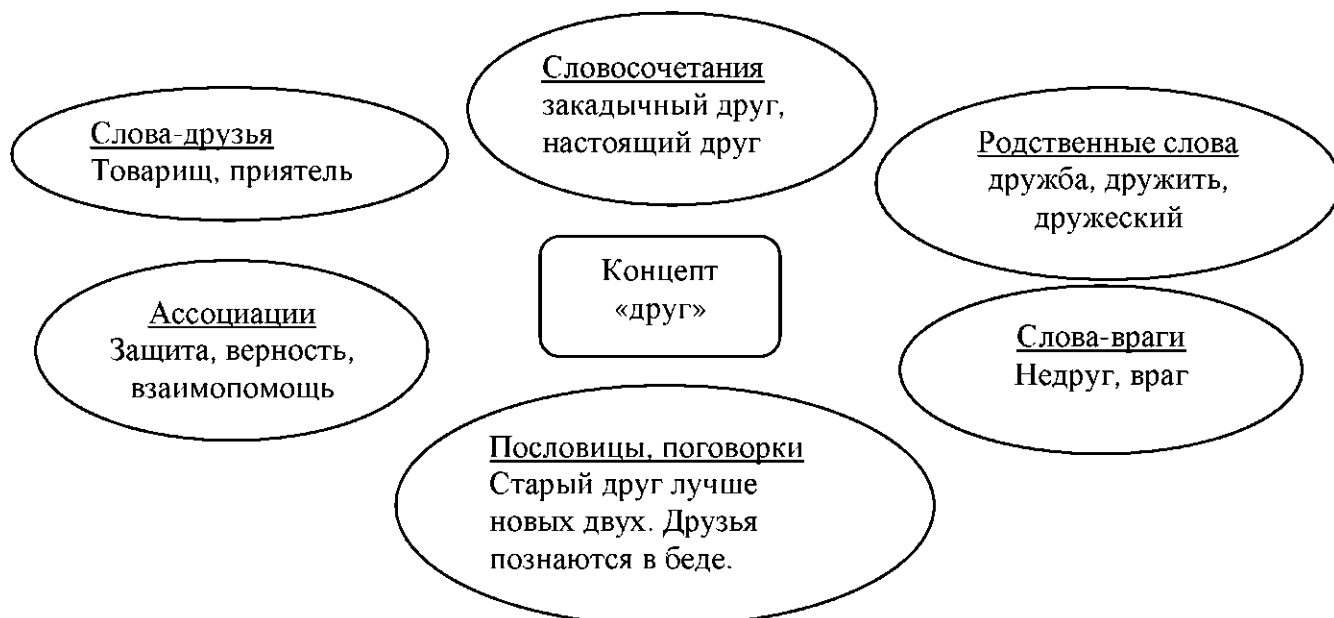 Словосочетания
закадычный друг,
настоящий друг
Слова-друзья
Товарищ, приятель
Родственные слова
дружба, дружить,
дружеский
Концепт
«друг»
Ассоциации
Защита, верность,
взаимопомощь
Слова-враги
Недруг, враг
Пословицы, поговорки
Старый друг лучше
новых двух. Друзья
познаются в беде.